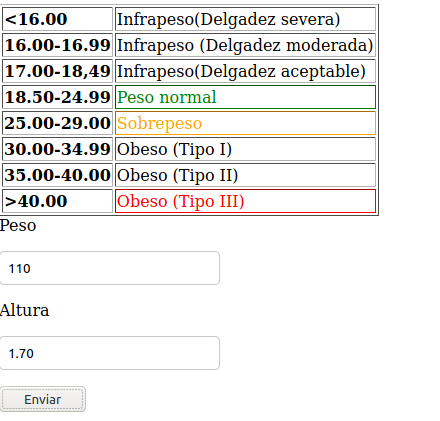 <16.00 Infrapeso(Delgadez severa)
16.00-16.99 Infrapeso (Delgadez moderada)
17.00-18,49 Infrapeso(Delgadez aceptable)
18.50-24.99 Peso normal
25.00-29.00 Sobrepeso
30.00-34.99 Obeso (Tipo I)
35.00-40.00 Obeso (Tipo II)
>40.00 Obeso (Tipo III)
Peso
110
Altura
1.70
Enviar